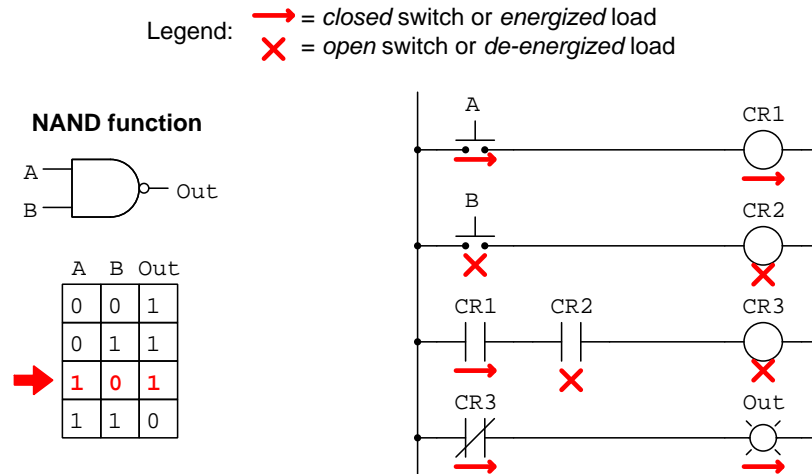 Legend: = closed switch or energized load
= open switch or de-energized load
NAND function
A
B
Out
A B Out
0 0 1
0 1 1
1 0 1
1 1 0
A CR1
B CR2
CR1 CR2 CR3
CR3 Out